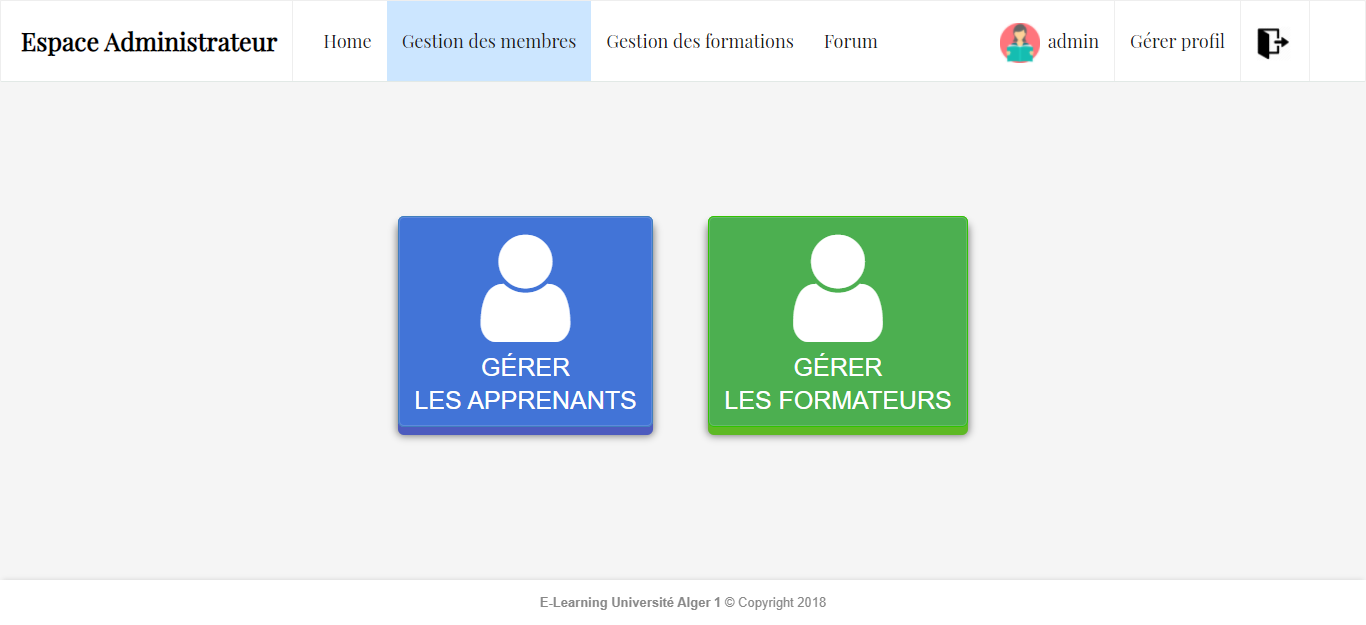 Espace Administrateur
Home
Gestion des membres
Gestion des formations
Forum
admin
Gérer profil
GÉRER
LES APPRENANTS
GÉRER
LES FORMATEURS
E-Learning Université Alger 1 © Copyright 2018